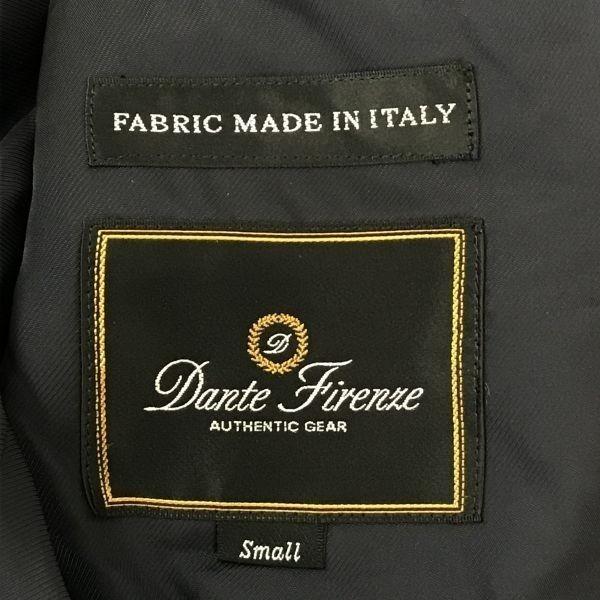 FABRIC MADE IN ITALY
D
Dante Firenze
AUTHENTIC GEAR
Small